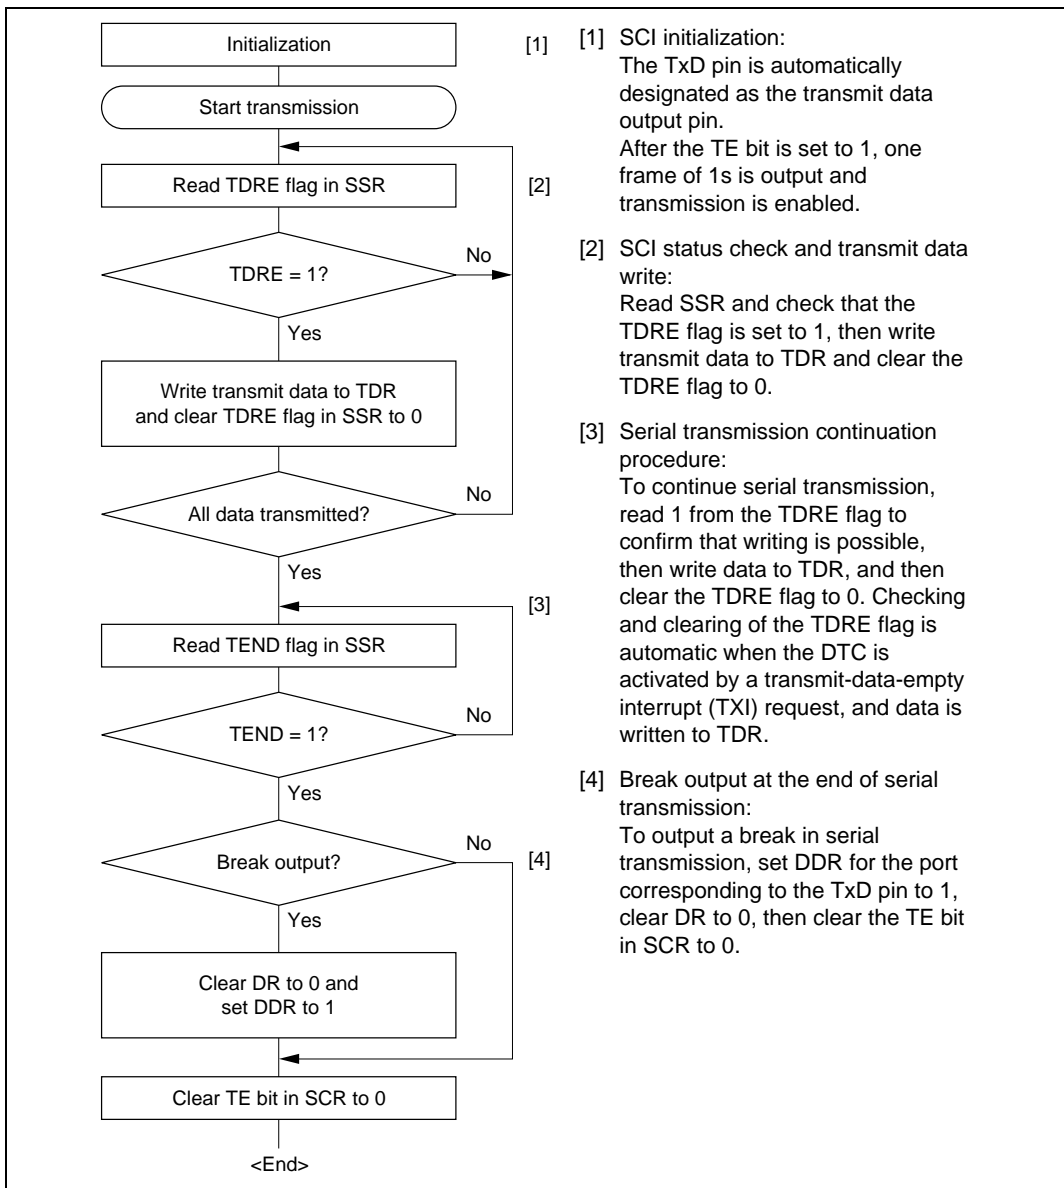 Initialization
[1]
Start transmission
Read TDRE flag in SSR
[2]
TDRE = 1?
No
Yes
Write transmit data to TDR
and clear TDRE flag in SSR to 0
All data transmitted?
No
Yes
[3]
Read TEND flag in SSR
TEND = 1?
No
Yes
Break output?
No
[4]
Yes
Clear DR to 0 and
set DDR to 1
Clear TE bit in SCR to 0
<End>
[1] SCI initialization:
The TxD pin is automatically
designated as the transmit data
output pin.
After the TE bit is set to 1, one
frame of 1s is output and
transmission is enabled.
[2] SCI status check and transmit data
write:
Read SSR and check that the
TDRE flag is set to 1, then write
transmit data to TDR and clear the
TDRE flag to 0.
[3] Serial transmission continuation
procedure:
To continue serial transmission,
read 1 from the TDRE flag to
confirm that writing is possible,
then write data to TDR, and then
clear the TDRE flag to 0. Checking
and clearing of the TDRE flag is
automatic when the DTC is
activated by a transmit-data-empty
interrupt (TXI) request, and data is
written to TDR.
[4] Break output at the end of serial
transmission:
To output a break in serial
transmission, set DDR for the port
corresponding to the TxD pin to 1,
clear DR to 0, then clear the TE bit
in SCR to 0.